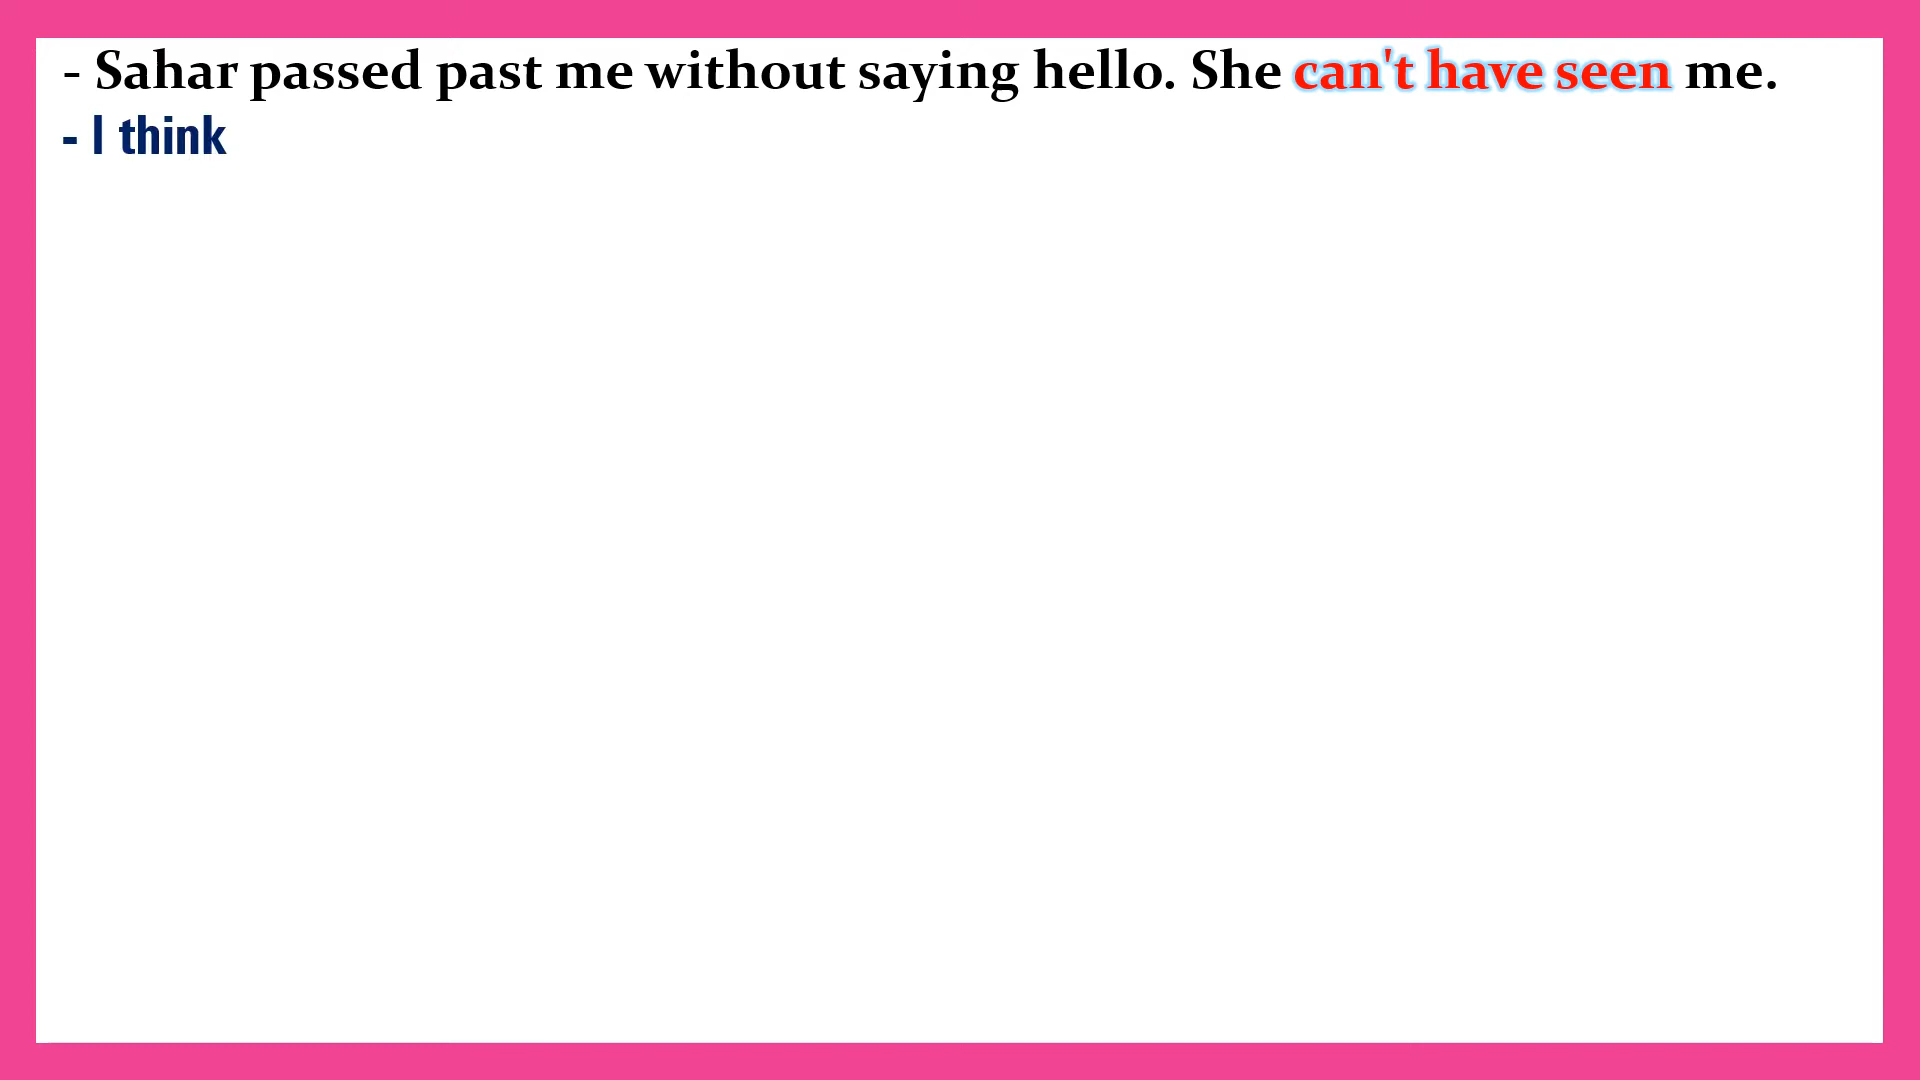 - Sahar passed past me without saying hello. She can't have seen me.
- I think